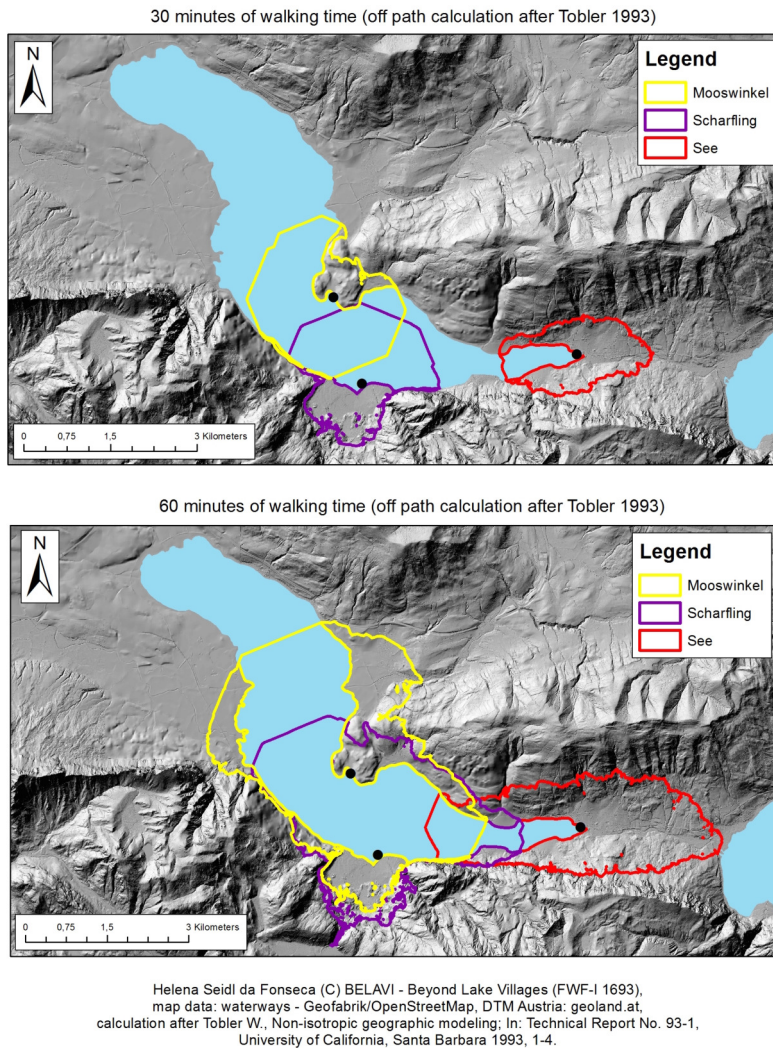 30 minutes of walking time (off path calculation after Tobler 1993)
N
Legend
Mooswinkel
Scharfling
See
0 0,75 1,5 3 Kilometers
60 minutes of walking time (off path calculation after Tobler 1993)
N
Legend
Mooswinkel
Scharfling
See
0 0,75 1,5 3 Kilometers
Helena Seidl da Fonseca (C) BELAVI - Beyond Lake Villages (FWF-I 1693),
map data: waterways - Geofabrik/OpenStreetMap, DTM Austria: geoland.at,
calculation after Tobler W., Non-isotropic geographic modeling; In: Technical Report No. 93-1,
University of California, Santa Barbara 1993, 1-4.